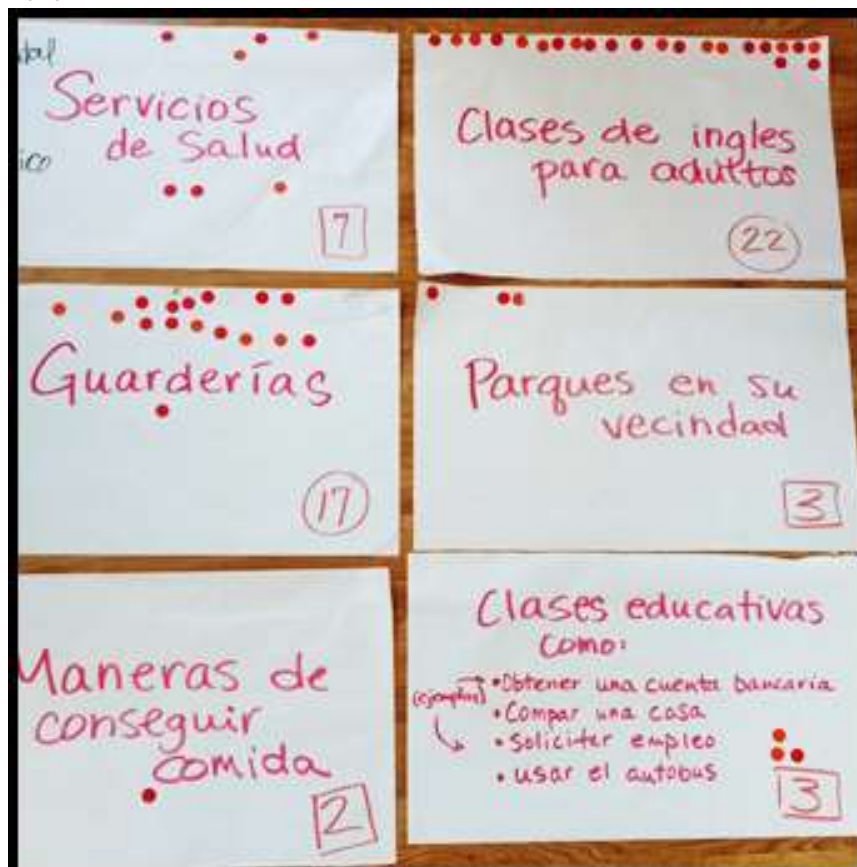 Servicios
de Salud
7
Clases de ingles
para adultos
22
Guarderías
17
Parques en su
vecindad
3
Maneras de
conseguir
comida
2
Clases educativas
como:
(ejemplos) • Obtener una cuenta bancaria
• Compar una casa
• Soliciter empleo
• usar el autobus
3